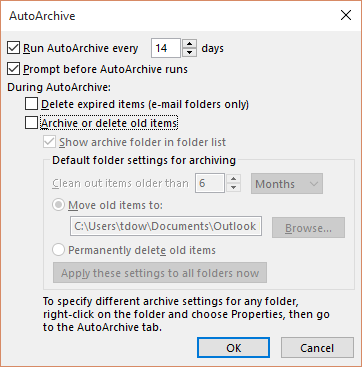 AutoArchive
Run AutoArchive every 14 days
Prompt before AutoArchive runs
During AutoArchive:
Delete expired items (e-mail folders only)
Archive or delete old items
Show archive folder in folder list
Default folder settings for archiving
Clean out items older than 6 Months
Move old items to:
C:\Users\tdow\Documents\Outlook Browse...
Permanently delete old items
Apply these settings to all folders now
To specify different archive settings for any folder,
right-click on the folder and choose Properties, then go
to the AutoArchive tab.
OK Cancel